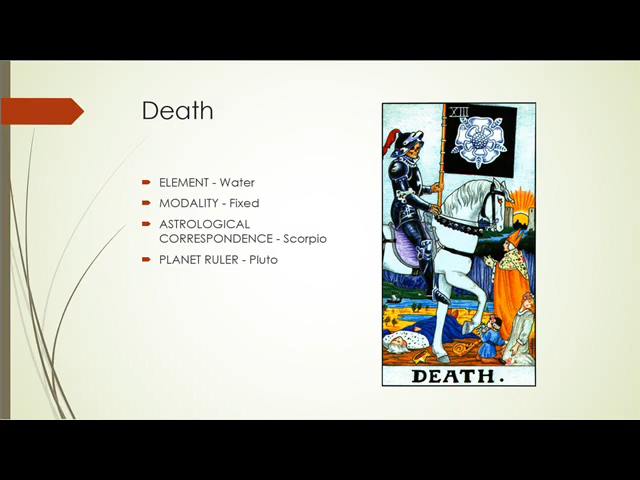 Death
ELEMENT - Water
MODALITY - Fixed
ASTROLOGICAL
CORRESPONDENCE - Scorpio
PLANET RULER - Pluto
XIII
DEATH.